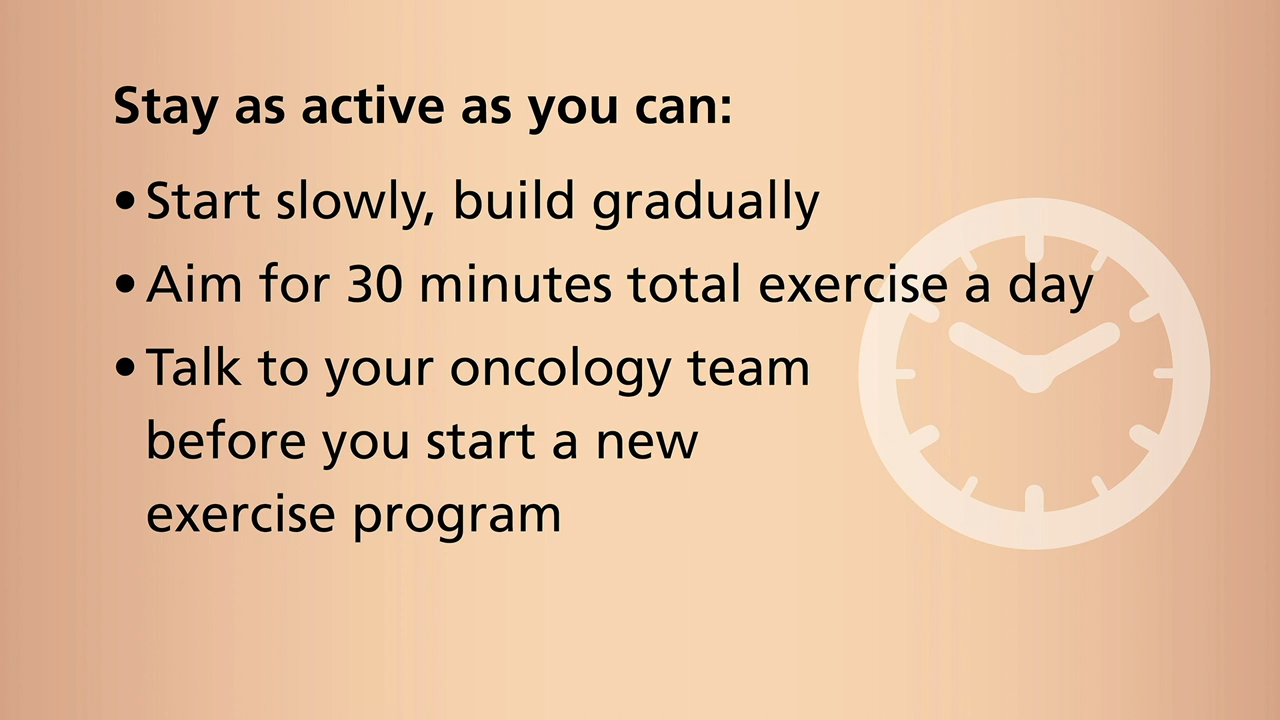 Stay as active as you can:
• Start slowly, build gradually
• Aim for 30 minutes total exercise a day
• Talk to your oncology team
before you start a new
exercise program